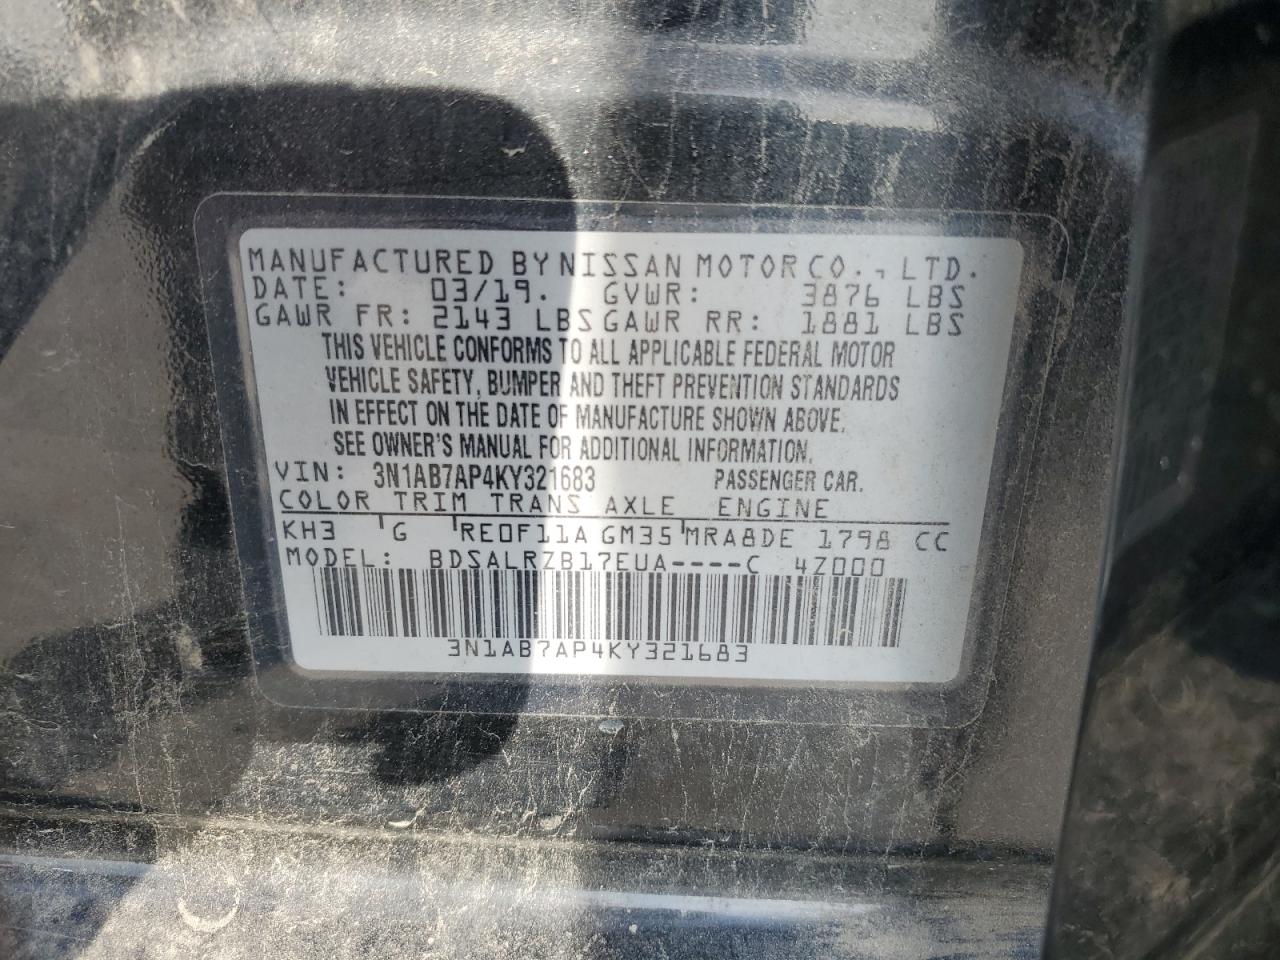 MANUFACTURED BY NISSAN MOTOR CO., LTD.
DATE: 03/19. GVWR: 3876 LBS
GAWR FR: 2143 LBS GAWR RR: 1881 LBS
THIS VEHICLE CONFORMS TO ALL APPLICABLE FEDERAL MOTOR
VEHICLE SAFETY, BUMPER AND THEFT PREVENTION STANDARDS
IN EFFECT ON THE DATE OF MANUFACTURE SHOWN ABOVE.
SEE OWNER'S MANUAL FOR ADDITIONAL INFORMATION.
VIN: 3N1AB7AP4KY321683 PASSENGER CAR.
COLOR TRIM TRANS AXLE ENGINE
KH3 G RE0F11A GM35 MRA8DE 1798 CC
MODEL: BDSALRZB17EUA----C 4Z000
3N1AB7AP4KY321683